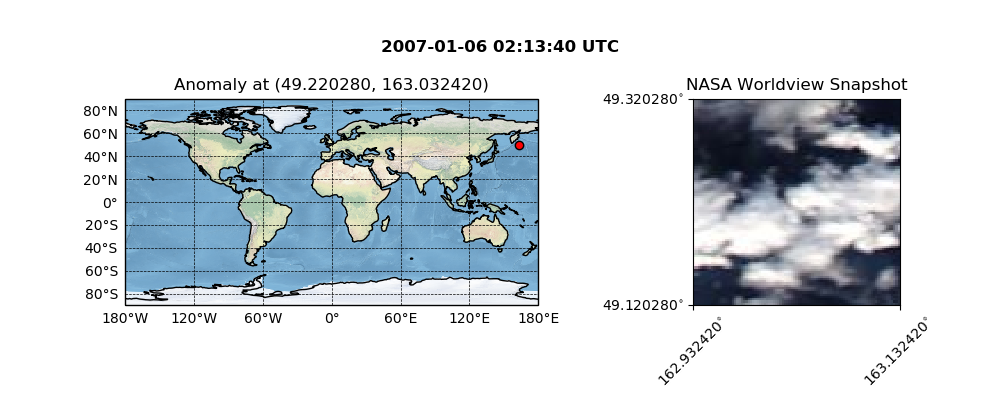 2007-01-06 02:13:40 UTC
Anomaly at (49.220280, 163.032420)
80°N
60°N
40°N
20°N
0°
20°S
40°S
60°S
80°S
180°W 120°W 60°W 0° 60°E 120°E 180°E
NASA Worldview Snapshot
49.320280°
49.120280°
162.932420°
163.132420°